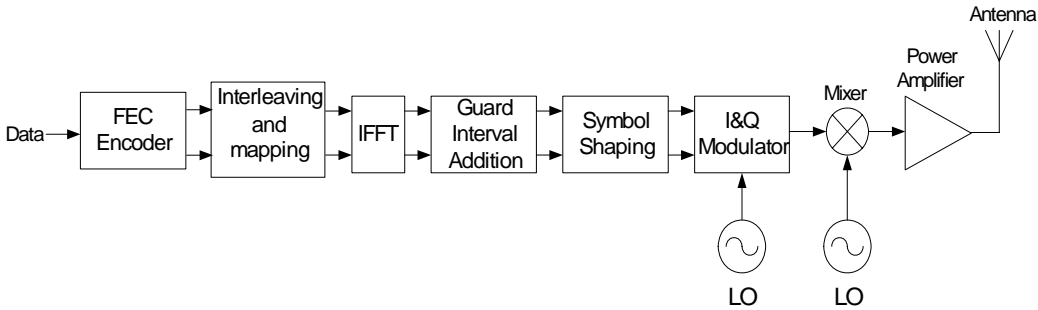 Antenna
Power
Amplifier
Mixer
Data
FEC
Encoder
Interleaving
and
mapping
IFFT
Guard
Interval
Addition
Symbol
Shaping
I&Q
Modulator
LO
LO